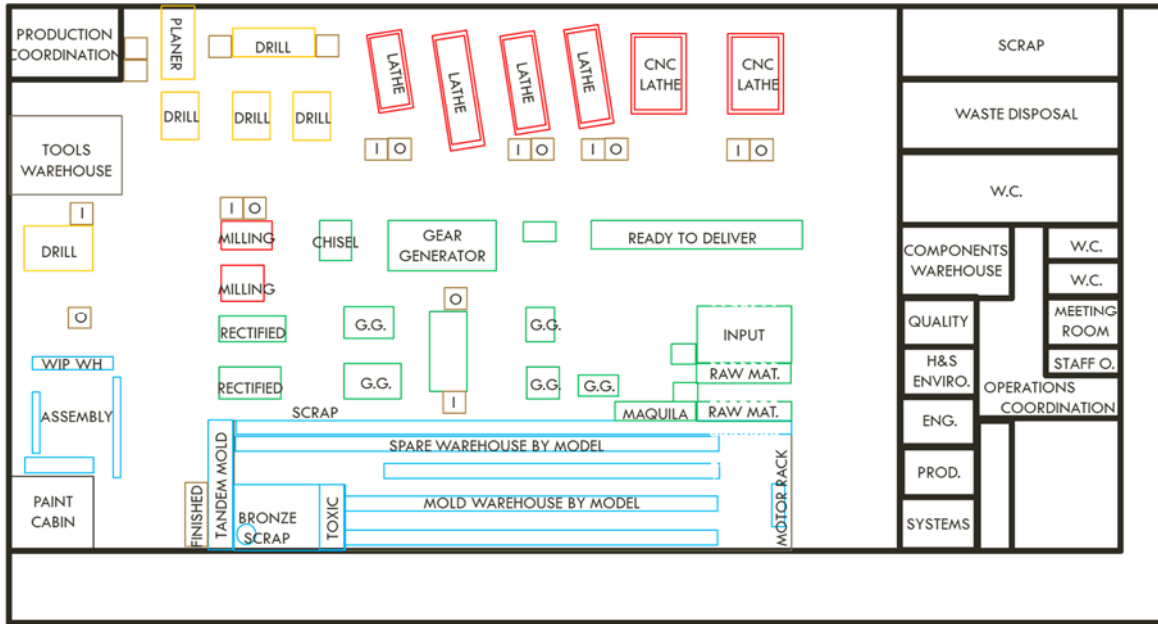 PRODUCTION
COORDINATION
PLANER
DRILL
LATHE
LATHE
LATHE
LATHE
CNC
LATHE
CNC
LATHE
SCRAP
DRILL
DRILL
DRILL
WASTE DISPOSAL
TOOLS
WAREHOUSE
I O
I O
I O
I O
W.C.
I
I O
DRILL
MILLING
CHISEL
GEAR
GENERATOR
READY TO DELIVER
COMPONENTS
WAREHOUSE
W.C.
W.C.
MILLING
O
O
RECTIFIED
G.G.
G.G.
INPUT
QUALITY
MEETING
ROOM
WIP WH
RECTIFIED
G.G.
G.G.
G.G.
RAW MAT.
H&S
ENVIRO.
STAFF O.
OPERATIONS
COORDINATION
I
ASSEMBLY
SCRAP
MAQUILA
RAW MAT.
ENG.
SPARE WAREHOUSE BY MODEL
TANDEM MOLD
MOTOR RACK
PROD.
PAINT
CABIN
FINISHED
BRONZE
SCRAP
TOXIC
MOLD WAREHOUSE BY MODEL
SYSTEMS